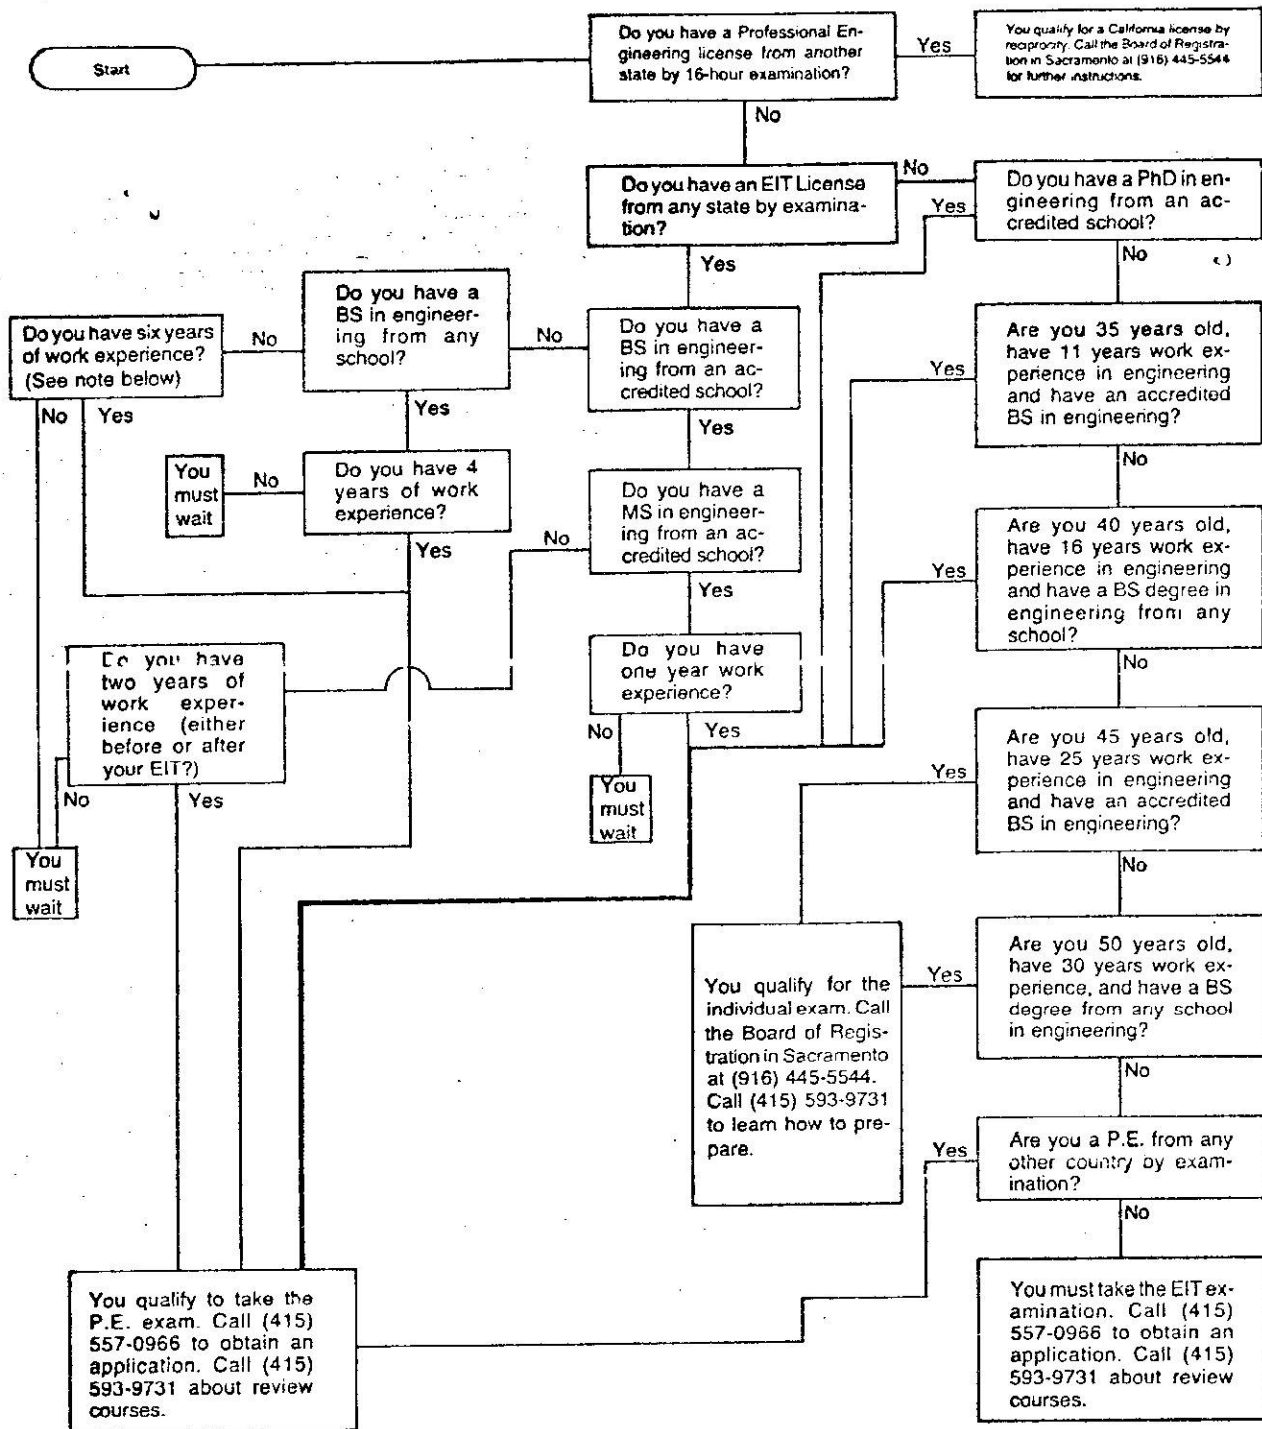 Start
Do you have a Professional En-
gineering license from another
state by 16-hour examination?
Yes
You qualify for a California license by
reciprocity. Call the Board of Registra-
tion in Sacramento at (916) 445-5544
for further instructions.
No
Do you have an EIT License
from any state by examina-
tion?
No
Yes
Do you have a PhD in en-
gineering from an ac-
credited school?
Yes
No
Do you have six years
of work experience?
(See note below)
No
Do you have a
BS in engineer-
ing from any
school?
No
Do you have a
BS in engineer-
ing from an ac-
credited school?
Yes
Are you 35 years old,
have 11 years work ex-
perience in engineering
and have an accredited
BS in engineering?
No
Yes
Yes
Yes
No
You
must
wait
No
Do you have 4
years of work
experience?
Yes
No
Do you have a
MS in engineer-
ing from an ac-
credited school?
Yes
Yes
Are you 40 years old,
have 16 years work ex-
perience in engineering
and have a BS degree in
engineering from any
school?
No
Do you have
two years of
work exper-
ience (either
before or after
your EIT?)
No
Yes
Do you have
one year work
experience?
No
Yes
You
must
wait
Yes
Are you 45 years old,
have 25 years work ex-
perience in engineering
and have an accredited
BS in engineering?
No
You
must
wait
You qualify for the
individual exam. Call
the Board of Regis-
tration in Sacramento
at (916) 445-5544.
Call (415) 593-9731
to learn how to pre-
pare.
Yes
Are you 50 years old,
have 30 years work ex-
perience, and have a BS
degree from any school
in engineering?
No
Yes
Are you a P.E. from any
other country by exam-
ination?
No
You qualify to take the
P.E. exam. Call (415)
557-0966 to obtain an
application. Call (415)
593-9731 about review
courses.
You must take the EIT ex-
amination. Call (415)
557-0966 to obtain an
application. Call (415)
593-9731 about review
courses.